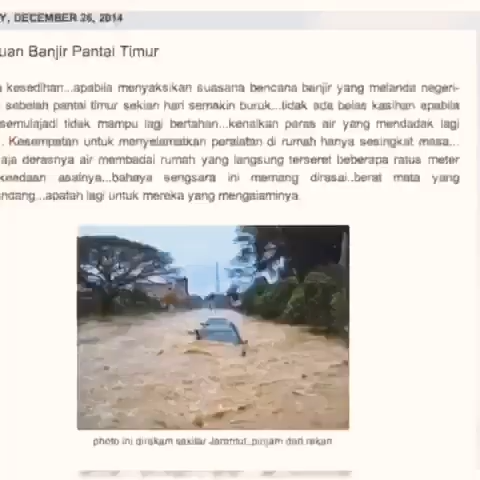 Y, DECEMBER 26, 2014
uan Banjir Pantai Timur
kesedihan...apabila menyaksikan suasana bencana banjir yang melanda negeri-
sebelah pantai timur sekian hari semakin buruk...tidak ada belas kasihan apabila
semulajadi tidak mampu lagi bertahan...kenaikan paras air yang mendadak lagi
. Kesempatan untuk menyelamatkan peralatan di rumah hanya sesingkat masa...
aja derasnya air membadai rumah yang langsung terseret beberapa ratus meter
keadaan asalnya...bahaya sengsara ini memang dirasai..berat mata yang
andang...apatah lagi untuk mereka yang mengalaminya
photo ini dirakam sekitar Jerantut..pinjam dari rakan